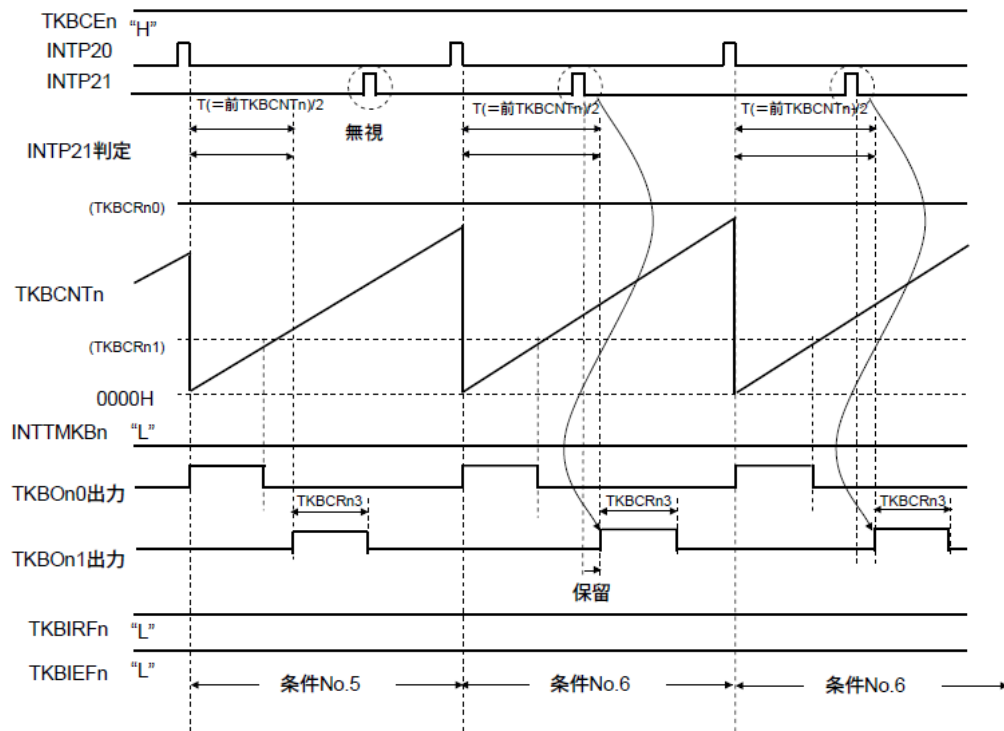 TKBCEn "H"
INTP20
INTP21
T(=前TKBCNTn)/2 T(=前TKBCNTn)/2 T(=前TKBCNTn)/2
無視
INTP21判定
(TKBCRn0)
TKBCNTn
(TKBCRn1)
0000H
INTTMKBn "L"
TKBOn0出力
TKBCRn3 TKBCRn3 TKBCRn3
TKBOn1出力
保留
TKBIRFn "L"
TKBIEFn "L"
条件No.5 条件No.6 条件No.6